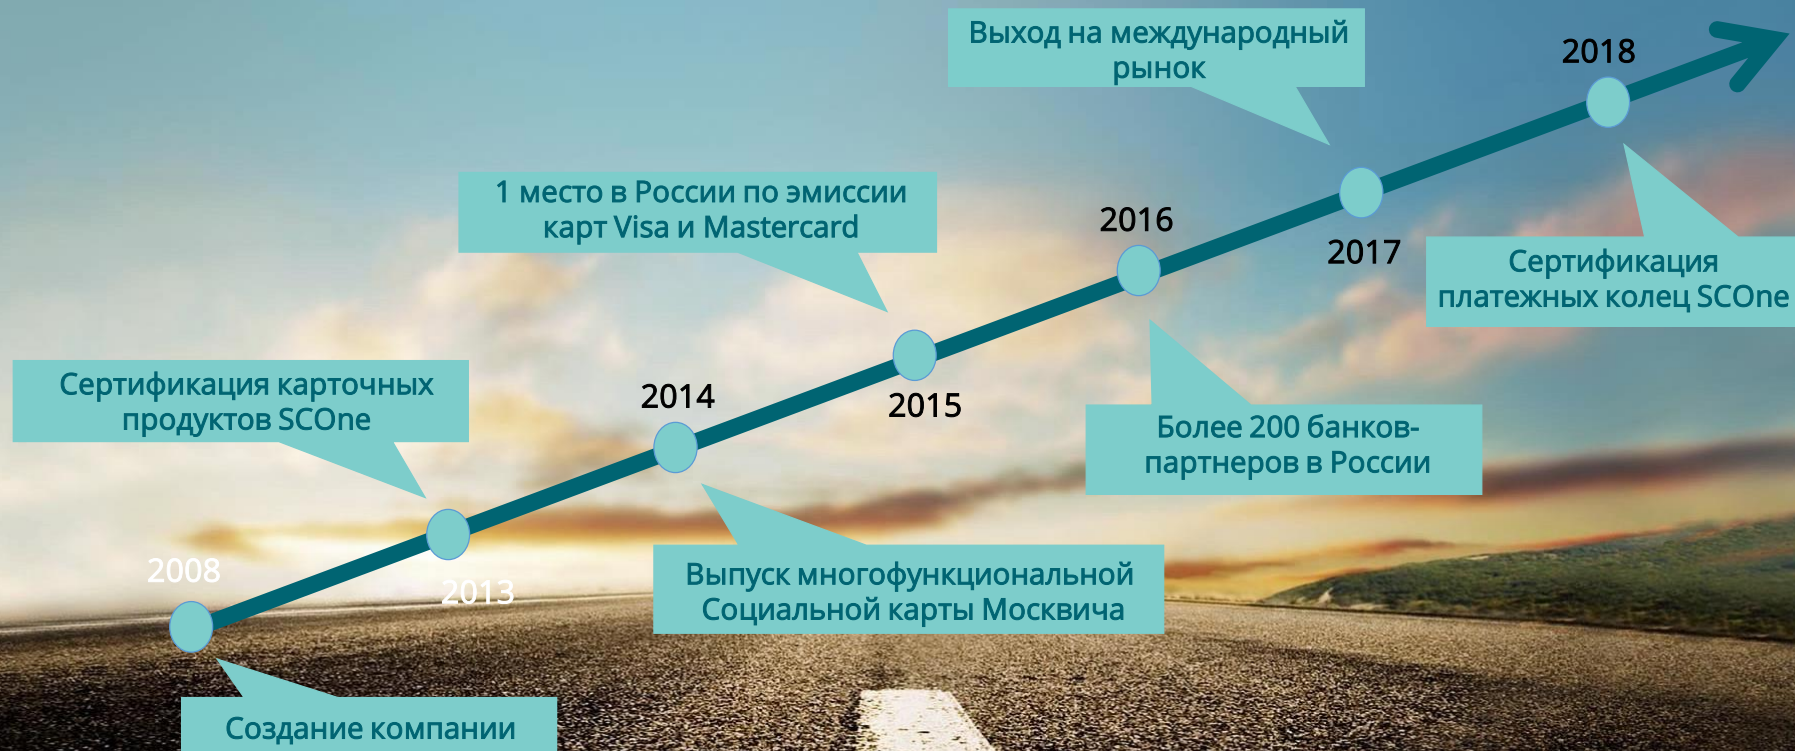 Выход на международный
рынок
2018
1 место в России по эмиссии
карт Visa и Mastercard
2016
2017
Сертификация
платежных колец SCOne
Сертификация карточных
продуктов SCOne
2014
2015
Более 200 банков-
партнеров в России
2008
2013
Выпуск многофункциональной
Социальной карты Москвича
Создание компании